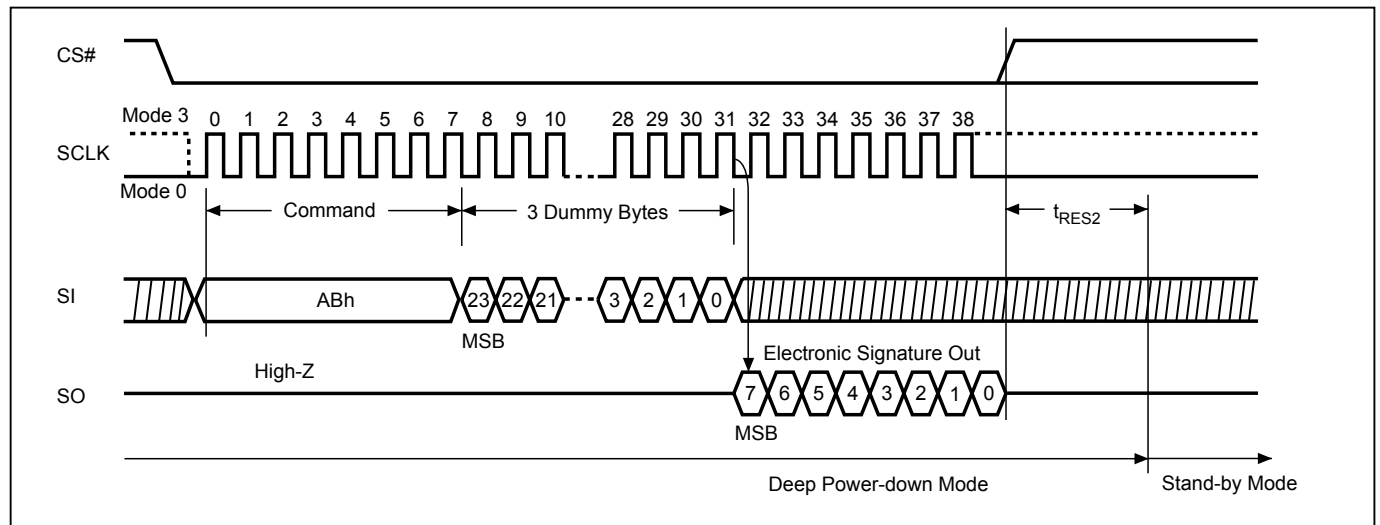 CS#
Mode 3
0 1 2 3 4 5 6 7 8 9 10 28 29 30 31 32 33 34 35 36 37 38
SCLK
Mode 0
Command
3 Dummy Bytes
tRES2
SI
ABh
23 22 21 3 2 1 0
MSB
High-Z
Electronic Signature Out
SO
7 6 5 4 3 2 1 0
MSB
Deep Power-down Mode
Stand-by Mode